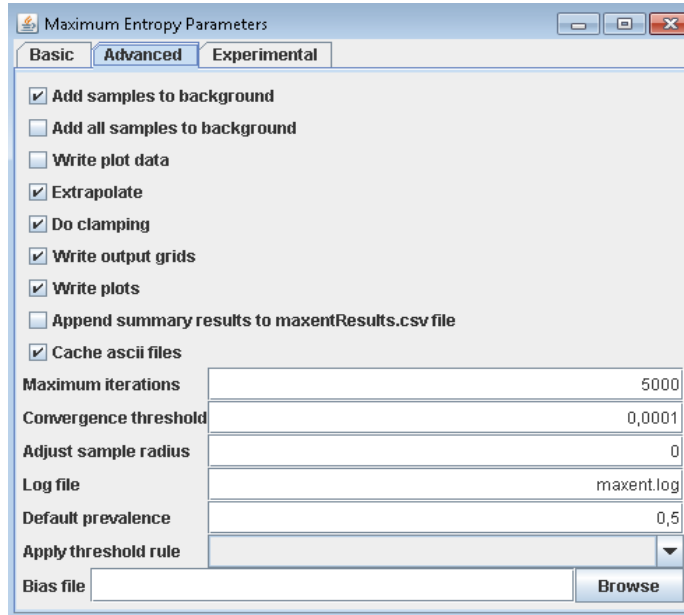 Maximum Entropy Parameters
Basic Advanced Experimental
Add samples to background
Add all samples to background
Write plot data
Extrapolate
Do clamping
Write output grids
Write plots
Append summary results to maxentResults.csv file
Cache ascii files
Maximum iterations 5000
Convergence threshold 0,0001
Adjust sample radius 0
Log file maxent.log
Default prevalence 0,5
Apply threshold rule
Bias file Browse